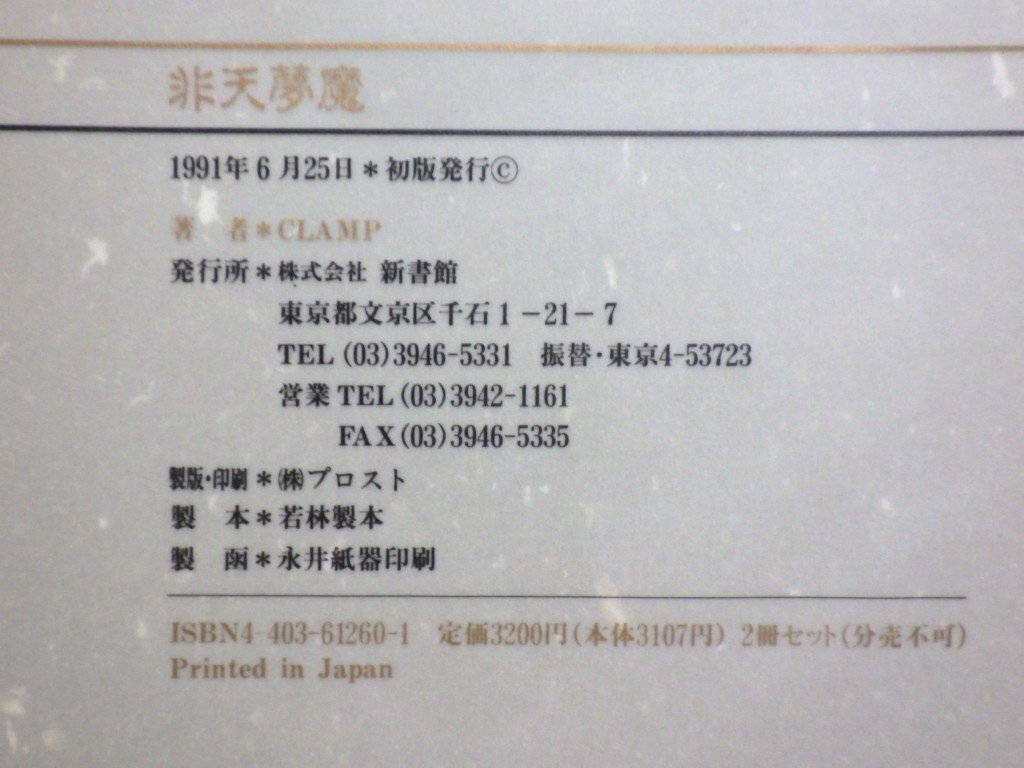 非天夢魔
1991年6月25日＊初版発行Ⓒ
著　者＊CLAMP
発行所＊株式会社 新書館
東京都文京区千石1－21－7
TEL (03)3946-5331　振替・東京4-53723
営業 TEL (03)3942-1161
FAX (03)3946-5335
製版・印刷＊㈱プロスト
製　本＊若林製本
製　函＊永井紙器印刷
ISBN4-403-61260-1　定価3200円(本体3107円)　2冊セット(分売不可)
Printed in Japan